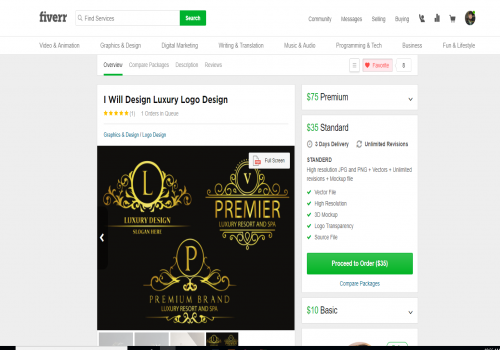 fiverr
Find Services
Search
Community
Messages
Selling
Buying
Video & Animation
Graphics & Design
Digital Marketing
Writing & Translation
Music & Audio
Programming & Tech
Business
Fun & Lifestyle
Overview
Compare Packages
Description
Reviews
Favorite
8
I Will Design Luxury Logo Design
(1)
1 Orders in Queue
Graphics & Design / Logo Design
Full Screen
L
LUXURY DESIGN
SLOGAN HERE
V
PREMIER
LUXURY RESORT AND SPA
P
PREMIUM BRAND
LUXURY RESORT AND SPA
$75 Premium
$35 Standard
3 Days Delivery
Unlimited Revisions
STANDERD
High resolution JPG and PNG + Vectors + Unlimited
revisions + Mockup file
Vector File
High Resolution
3D Mockup
Logo Transparency
Source File
Proceed to Order ($35)
Compare Packages
$10 Basic